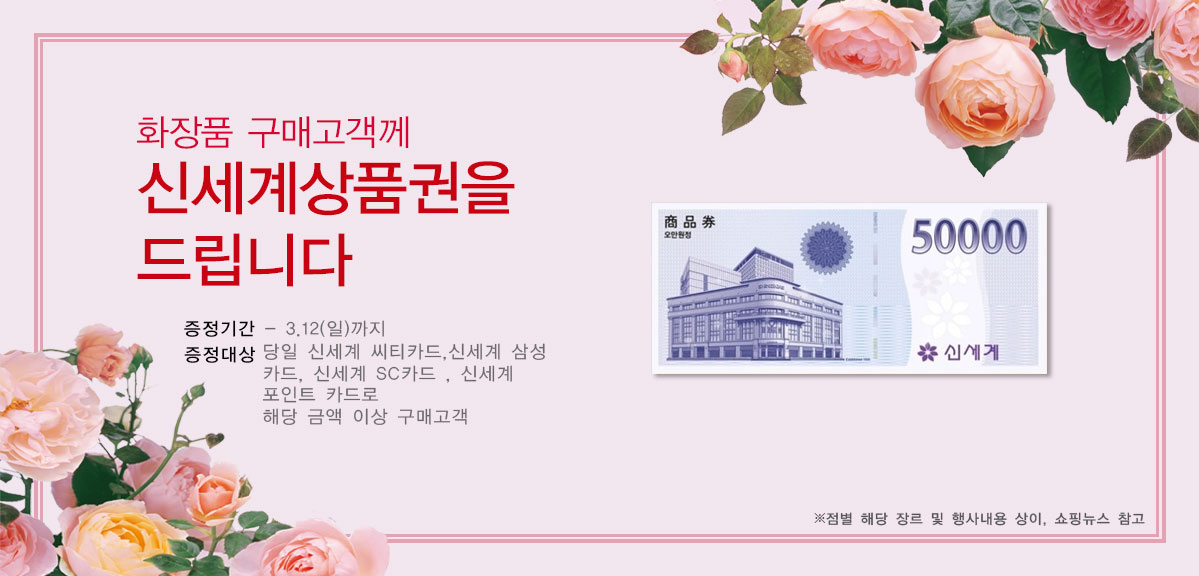 화장품 구매고객께
신세계상품권을
드립니다
증정기간 - 3.12(일)까지
증정대상 당일 신세계 씨티카드,신세계 삼성
카드, 신세계 SC카드 , 신세계
포인트 카드로
해당 금액 이상 구매고객
商品券
오만원정
50000
신세계
※점별 해당 장르 및 행사내용 상이, 쇼핑뉴스 참고